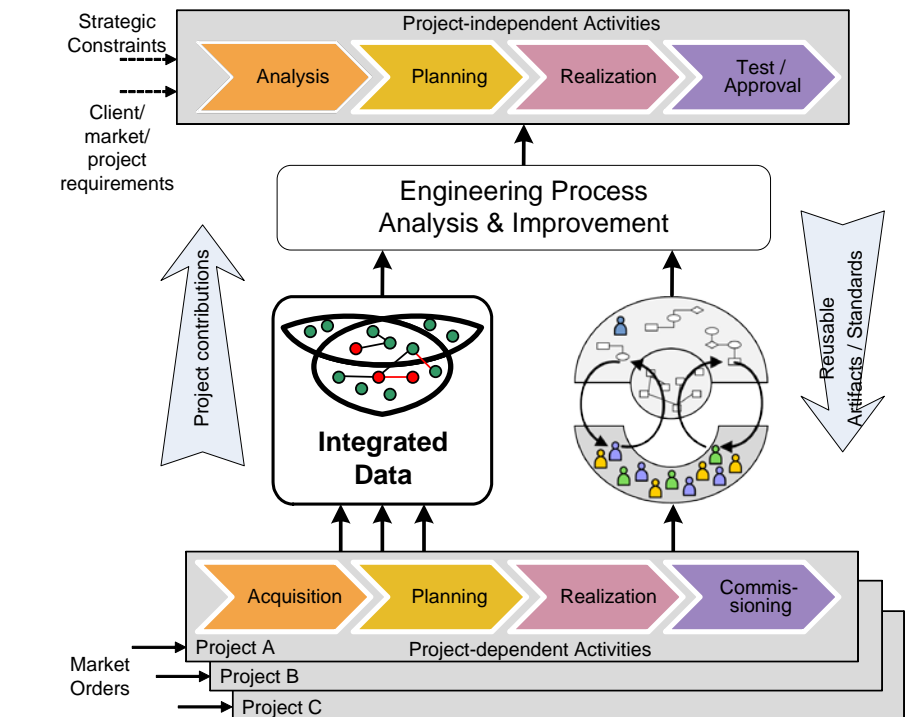 Project-independent Activities
Strategic
Constraints
Analysis
Planning
Realization
Test /
Approval
Client/
market/
project
requirements
Engineering Process
Analysis & Improvement
Project contributions
Reusable
Artifacts / Standards
Integrated
Data
Acquisition
Planning
Realization
Commis-
sioning
Project A
Project-dependent Activities
Market
Orders
Project B
Project C